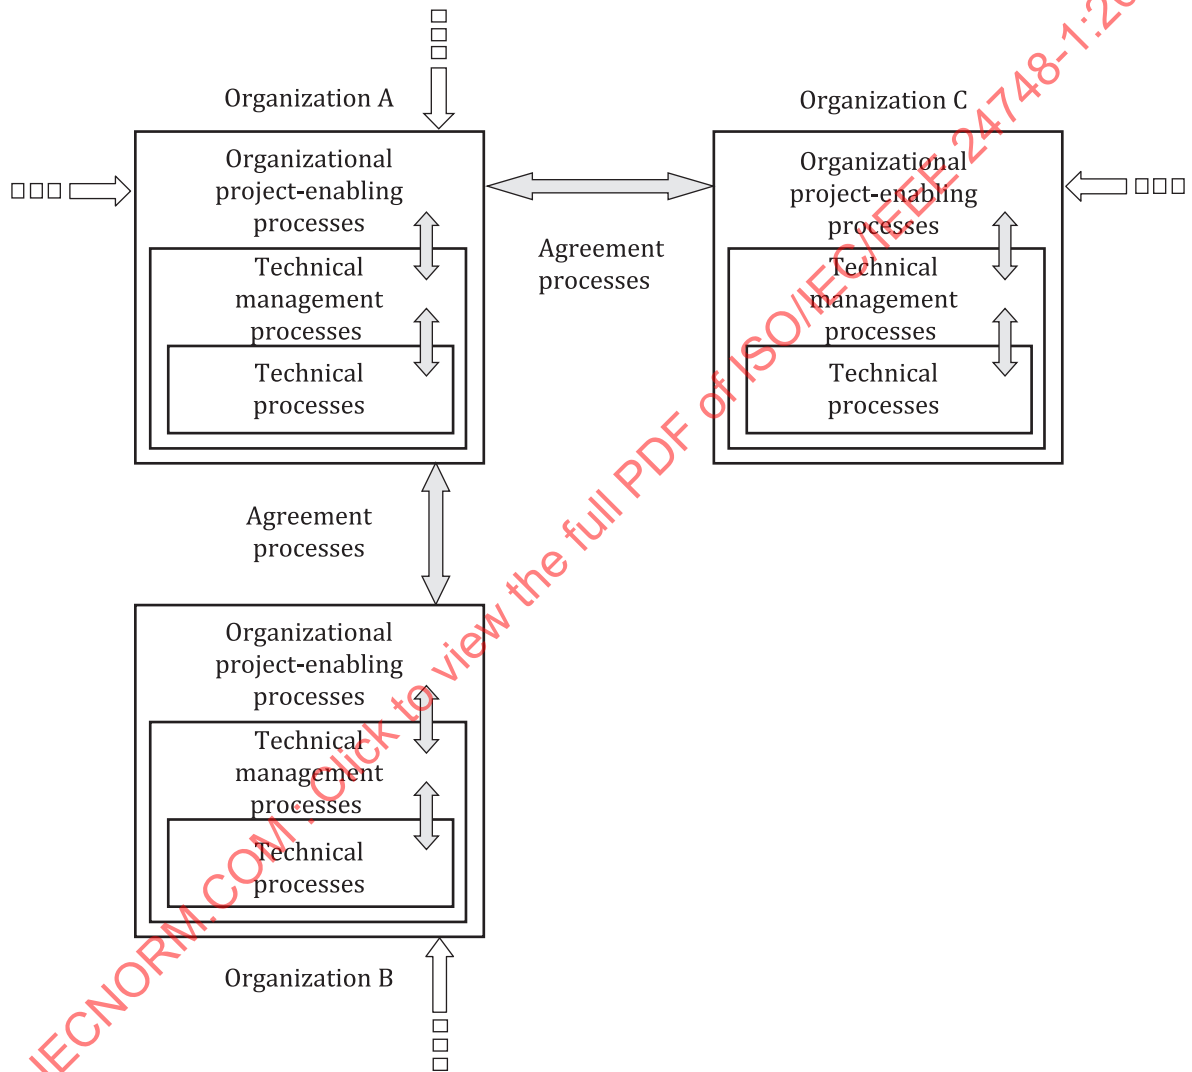 Organization A
Organizational
project-enabling
processes
Technical
management
processes
Technical
processes
Agreement
processes
Organization C
Organizational
project-enabling
processes
Technical
management
processes
Technical
processes
Agreement
processes
Organizational
project-enabling
processes
Technical
management
processes
Technical
processes
Organization B
IECNORM.COM : Click to view the full PDF of ISO/IEC/IEEE 24748-1:20